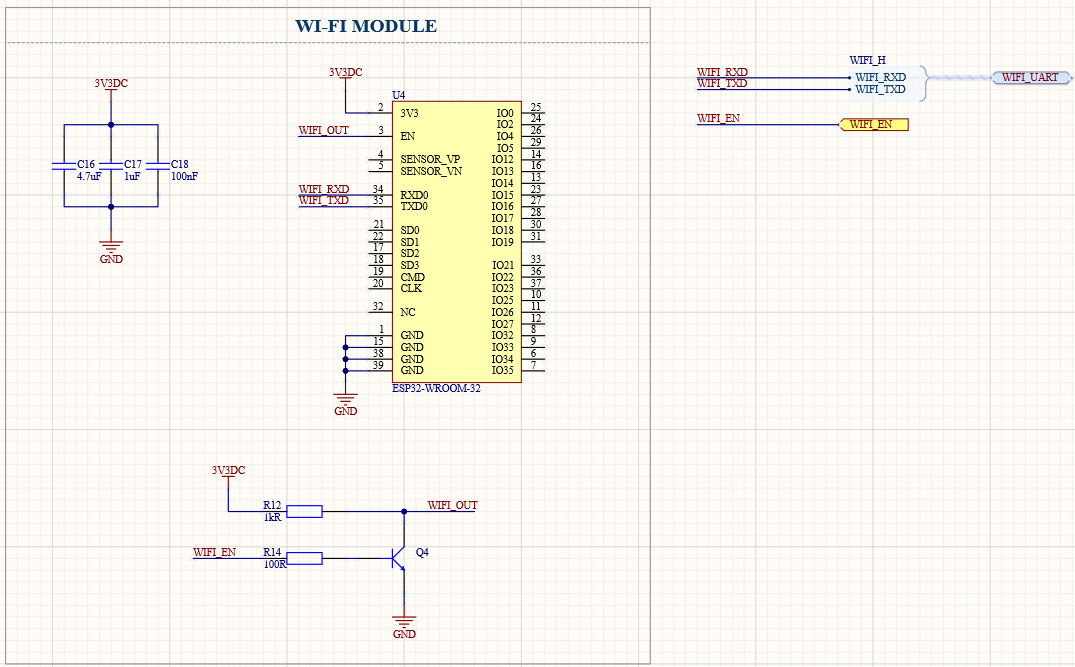 WI-FI MODULE
3V3DC
C16
4.7uF
C17
1uF
C18
100nF
GND
3V3DC
U4
2
3V3
WIFI_OUT
3
EN
4
SENSOR_VP
5
SENSOR_VN
WIFI_RXD
34
RXD0
WIFI_TXD
35
TXD0
21
SD0
22
SD1
17
SD2
18
SD3
19
CMD
20
CLK
32
NC
1
GND
15
GND
38
GND
39
GND
IO0
25
IO2
24
IO4
26
IO5
29
IO12
14
IO13
16
IO14
13
IO15
23
IO16
27
IO17
28
IO18
30
IO19
31
IO21
33
IO22
36
IO23
37
IO25
10
IO26
11
IO27
12
IO32
8
IO33
9
IO34
6
IO35
7
ESP32-WROOM-32
GND
WIFI_H
WIFI_RXD
WIFI_RXD
WIFI_TXD
WIFI_TXD
WIFI_UART
WIFI_EN
WIFI_EN
3V3DC
R12
1kR
WIFI_OUT
WIFI_EN
R14
100R
Q4
GND